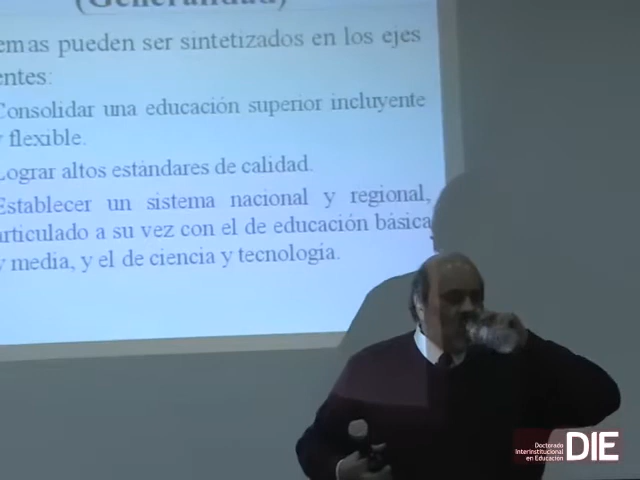 (Generalidad)
emas pueden ser sintetizados en los ejes
entes:
Consolidar una educación superior incluyente
y flexible.
Lograr altos estándares de calidad.
Establecer un sistema nacional y regional,
articulado a su vez con el de educación básica
y media, y el de ciencia y tecnología.
Doctorado
Interinstitucional
en Educación
DIE